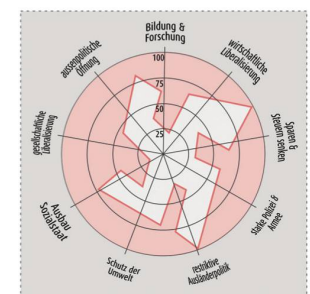 Bildung &
Forschung
wirtschaftliche
Liberalisierung
Sparen &
Steuern senken
starke Polizei &
Armee
restriktive
Ausländerpolitik
Schutz der
Umwelt
Ausbau
Sozialstaat
gesellschaftliche
Liberalisierung
aussenpolitische
Öffnung
100
75
50
25